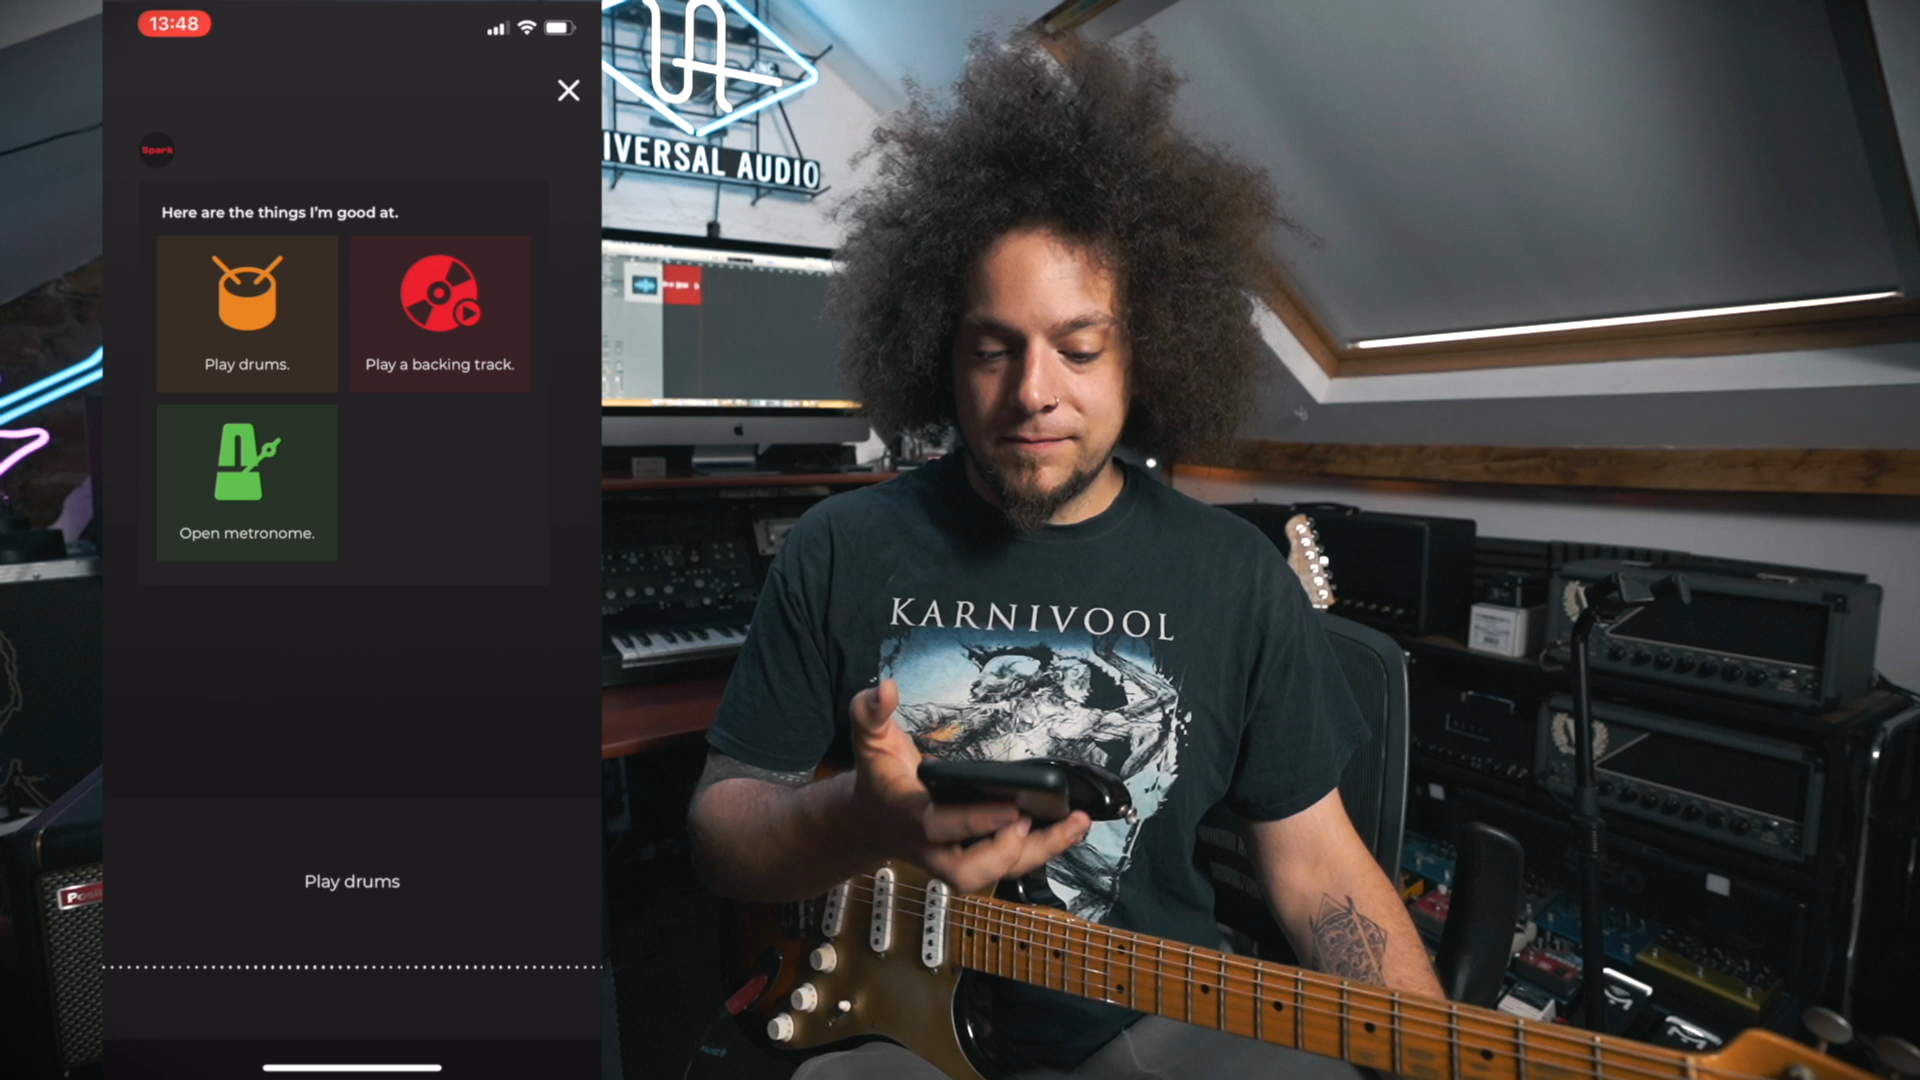 13:48
Spark
Here are the things I'm good at.
Play drums.
Play a backing track.
Open metronome.
Play drums
IVERSAL AUDIO
KARNIVOOL
Posi